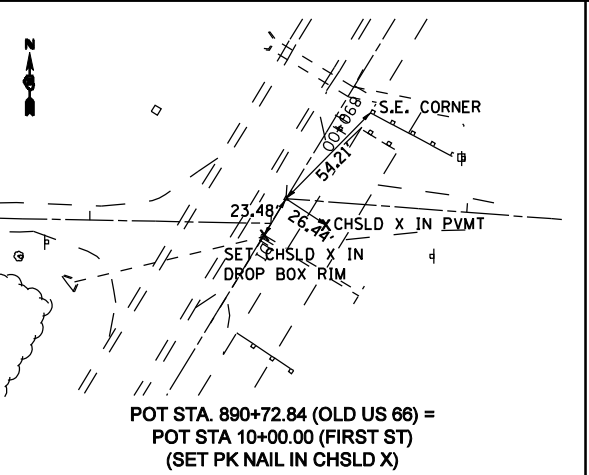 N
S.E. CORNER
890+00
54.21'
23.48'
26.44'
CHSLD X IN PVMT
SET CHSLD X IN
DROP BOX RIM
POT STA. 890+72.84 (OLD US 66) =
POT STA 10+00.00 (FIRST ST)
(SET PK NAIL IN CHSLD X)